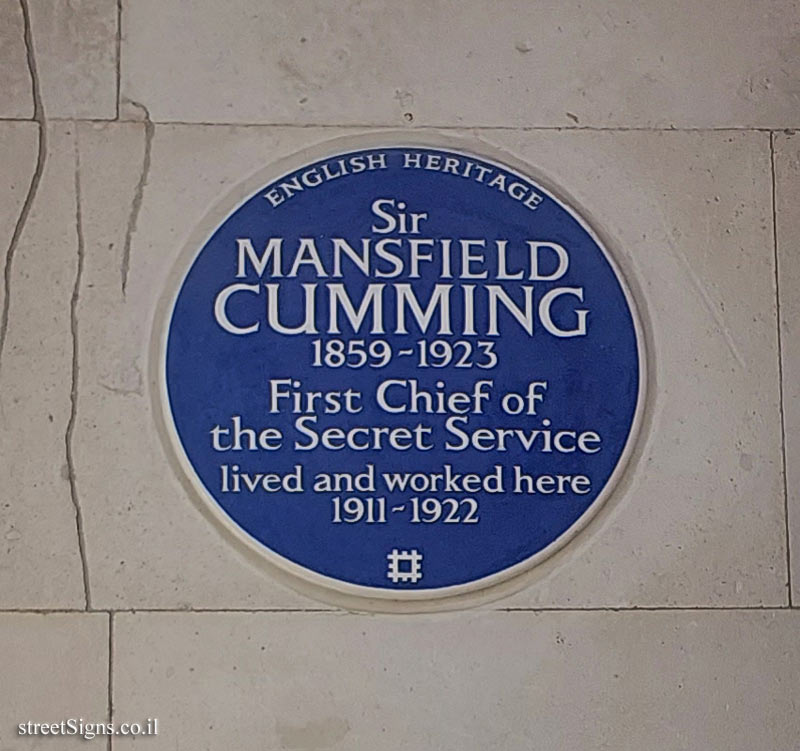 ENGLISH HERITAGE
Sir
MANSFIELD
CUMMING
1859~1923
First Chief of
the Secret Service
lived and worked here
1911~1922
streetSigns.co.il